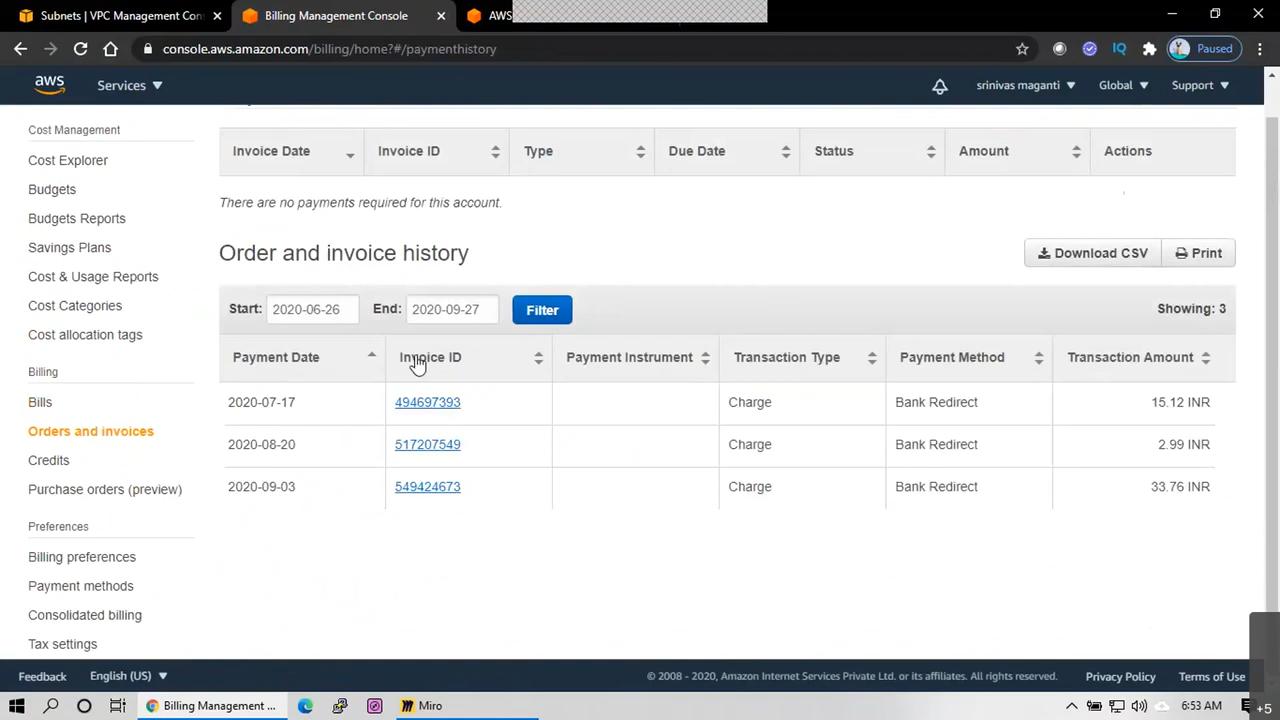 Subnets | VPC Management Con
Billing Management Console
AWS
console.aws.amazon.com/billing/home?#/paymenthistory
IQ
Paused
aws
Services
srinivas maganti
Global
Support
Cost Management
Cost Explorer
Budgets
Budgets Reports
Savings Plans
Cost & Usage Reports
Cost Categories
Cost allocation tags
Billing
Bills
Orders and invoices
Credits
Purchase orders (preview)
Preferences
Billing preferences
Payment methods
Consolidated billing
Tax settings
Invoice Date Invoice ID Type Due Date Status Amount Actions
There are no payments required for this account.
Order and invoice history
Download CSV Print
Start: 2020-06-26 End: 2020-09-27 Filter Showing: 3
Payment Date Invoice ID Payment Instrument Transaction Type Payment Method Transaction Amount
2020-07-17 494697393 Charge Bank Redirect 15.12 INR
2020-08-20 517207549 Charge Bank Redirect 2.99 INR
2020-09-03 549424673 Charge Bank Redirect 33.76 INR
Feedback English (US) © 2008 - 2020, Amazon Internet Services Private Ltd. or its affiliates. All rights reserved. Privacy Policy Terms of Use
Billing Management ... Miro 6:53 AM +5